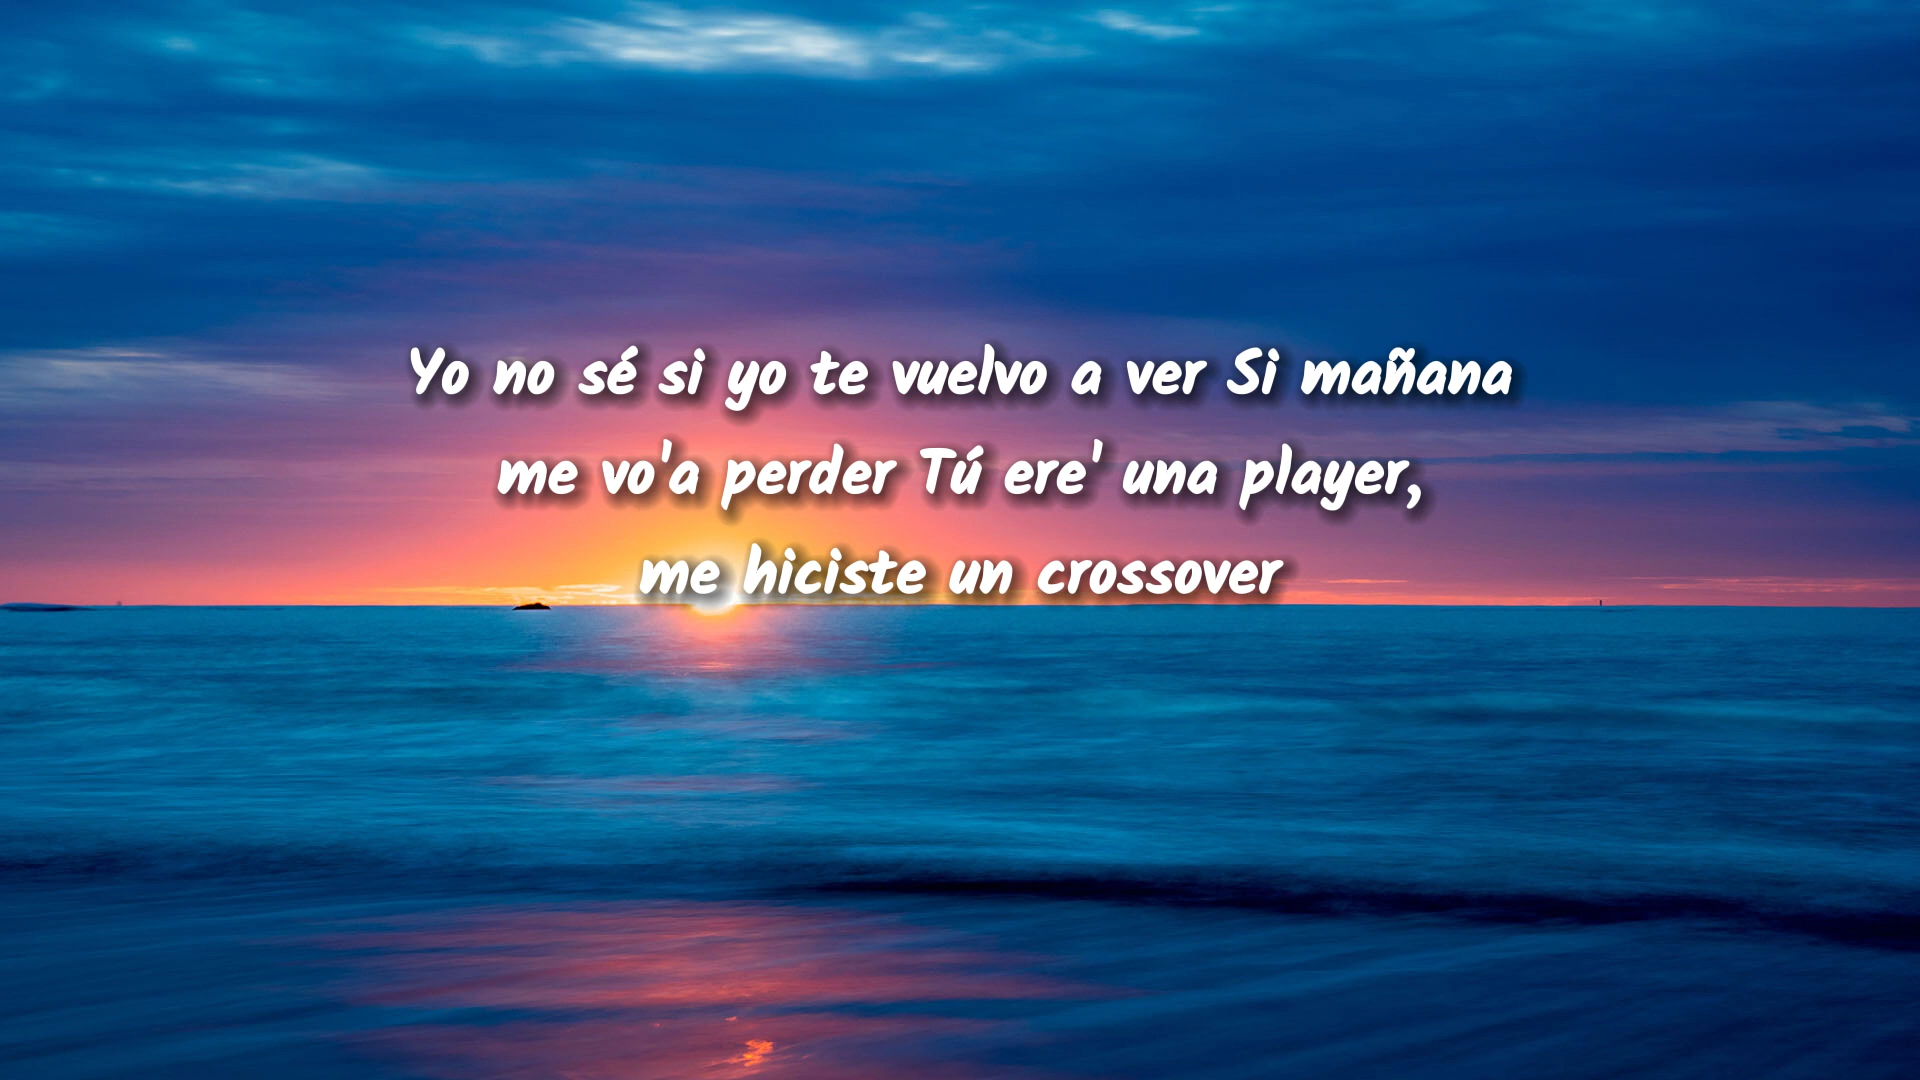 Yo no sé si yo te vuelvo a ver Si mañana
me vo'a perder Tú ere' una player,
me hiciste un crossover